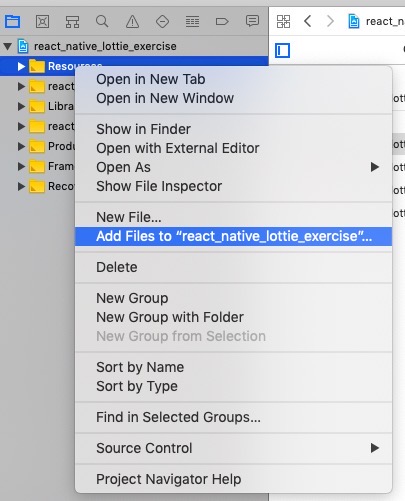 react_native_lottie_exercise
react_n
Resources
react
Libra
react
Produ
Fram
Reco
Open in New Tab
Open in New Window
Show in Finder
Open with External Editor
Open As
Show File Inspector
New File...
Add Files to “react_native_lottie_exercise”...
Delete
New Group
New Group with Folder
New Group from Selection
Sort by Name
Sort by Type
Find in Selected Groups...
Source Control
Project Navigator Help